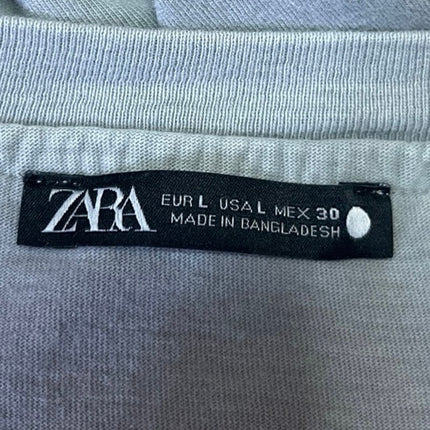 ZARA
EUR L USA L MEX 30
MADE IN BANGLADESH